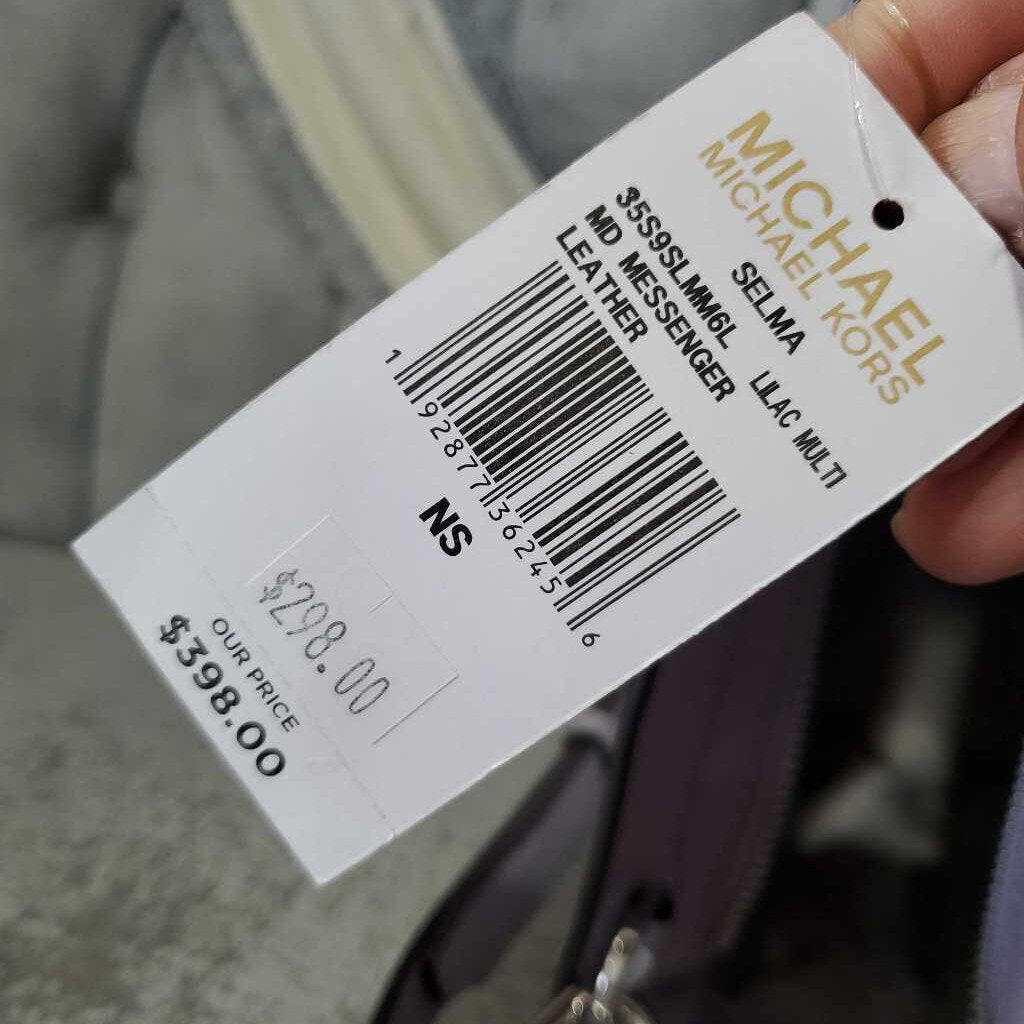 MICHAEL
MICHAEL KORS
SELMA LILAC MULTI
35S9SLMM6L
MD MESSENGER
LEATHER
1 92877 36245 6
NS
$298.00
OUR PRICE
$398.00